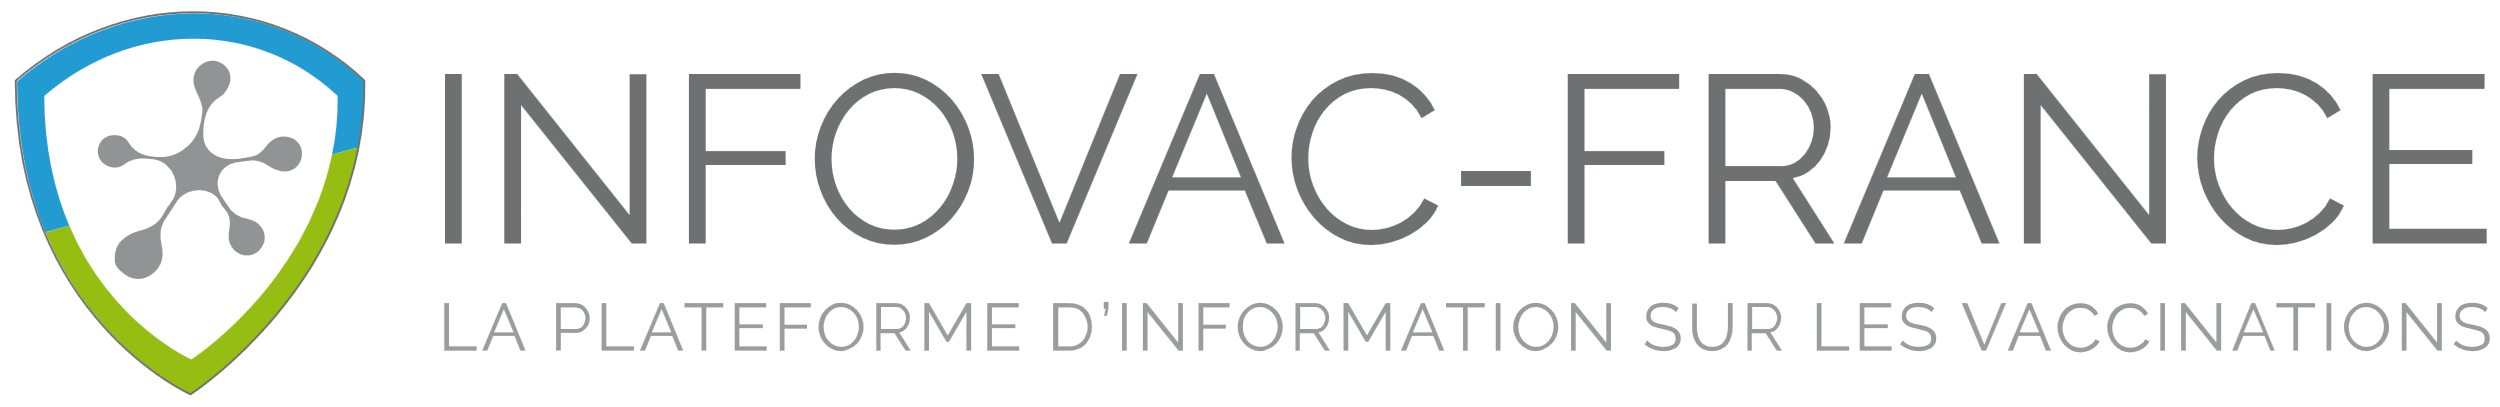 INFOVAC-FRANCE
LA PLATEFORME D'INFORMATION SUR LES VACCINATIONS